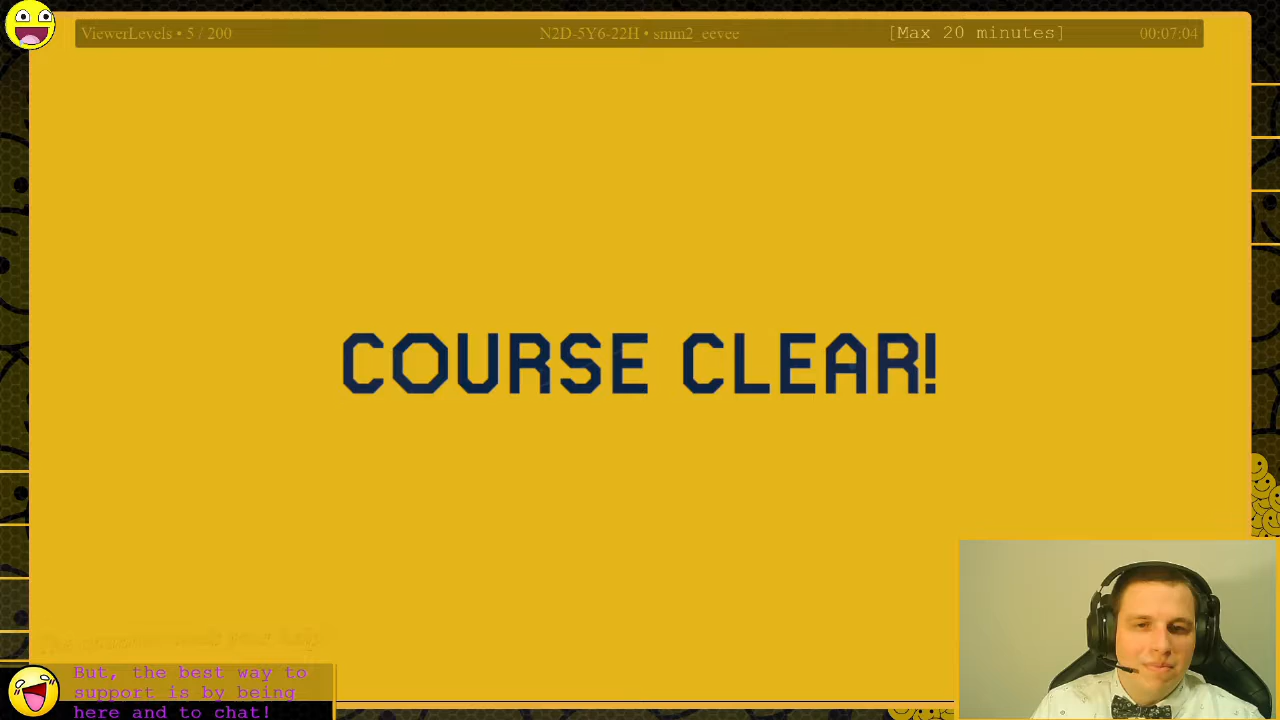 ViewerLevels • 5 / 200
N2D-5Y6-22H • smm2_eevee
[Max 20 minutes]
00:07:04
COURSE CLEAR!
But, the best way to
support is by being
here and to chat!